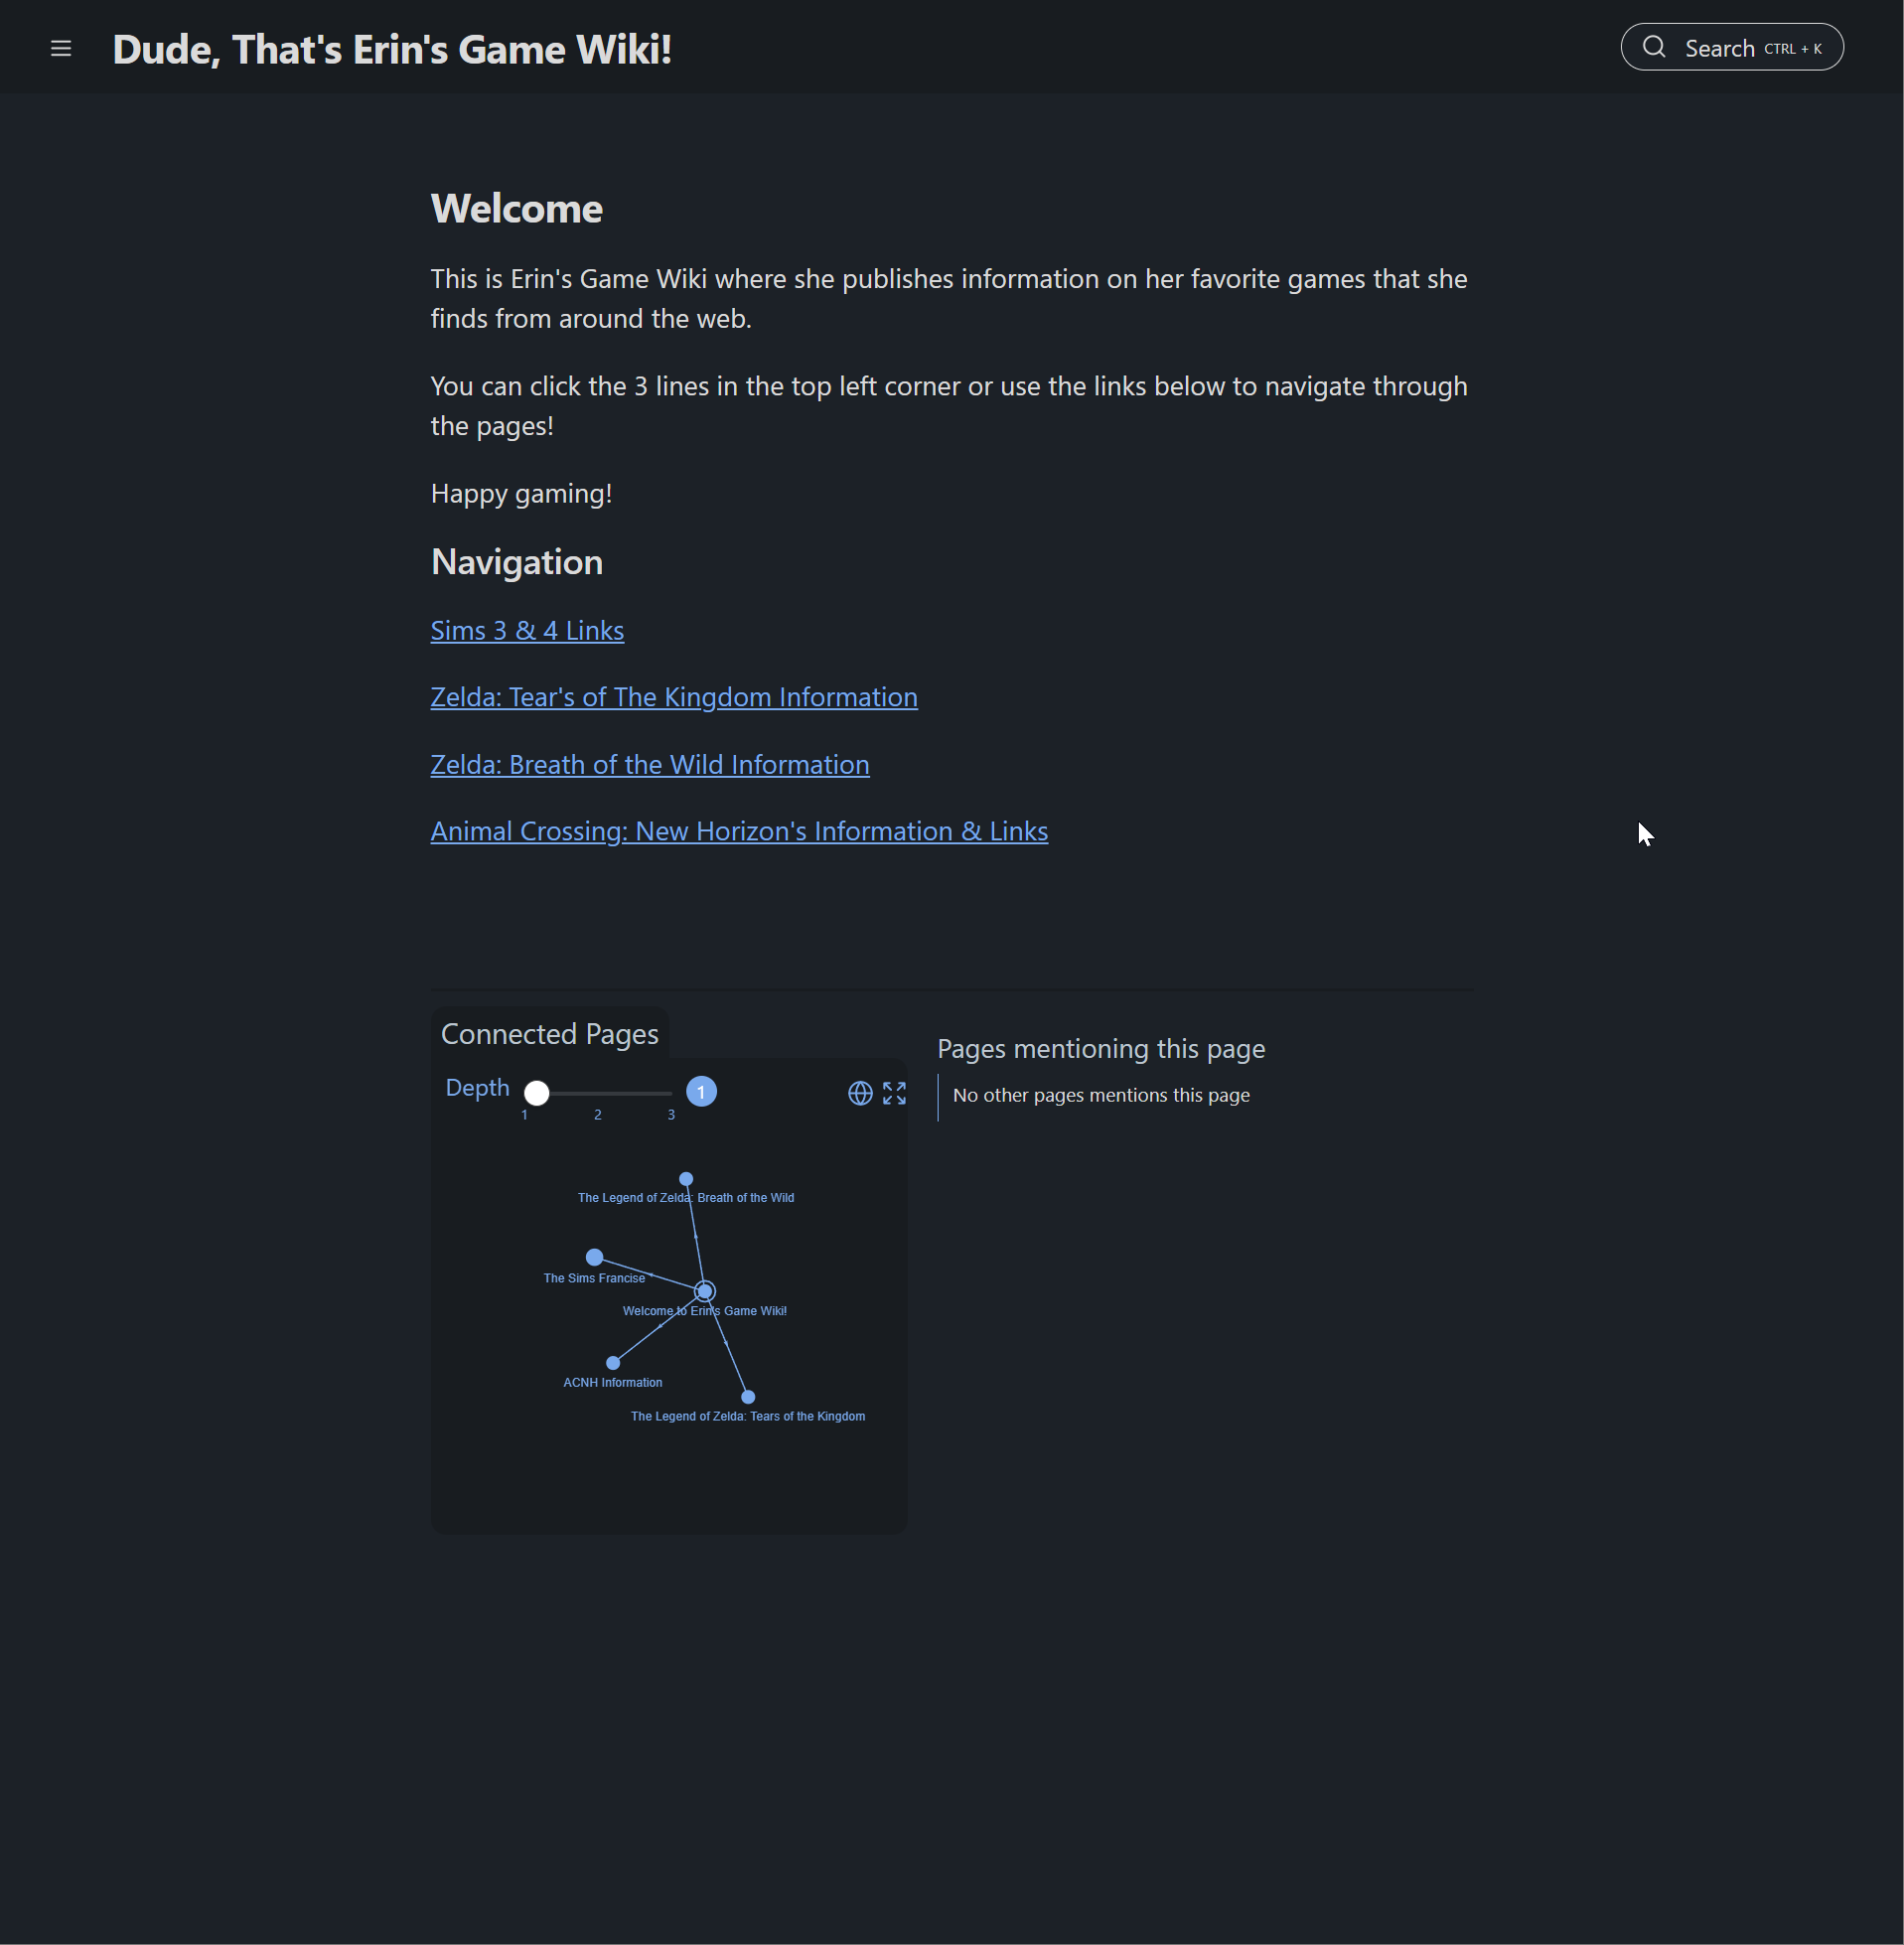 Dude, That's Erin's Game Wiki!
Search CTRL + K
Welcome
This is Erin's Game Wiki where she publishes information on her favorite games that she
finds from around the web.
You can click the 3 lines in the top left corner or use the links below to navigate through
the pages!
Happy gaming!
Navigation
Sims 3 & 4 Links
Zelda: Tear's of The Kingdom Information
Zelda: Breath of the Wild Information
Animal Crossing: New Horizon's Information & Links
Connected Pages
Depth
1
1 2 3
The Legend of Zelda: Breath of the Wild
The Sims Francise
Welcome to Erin's Game Wiki!
ACNH Information
The Legend of Zelda: Tears of the Kingdom
Pages mentioning this page
No other pages mentions this page